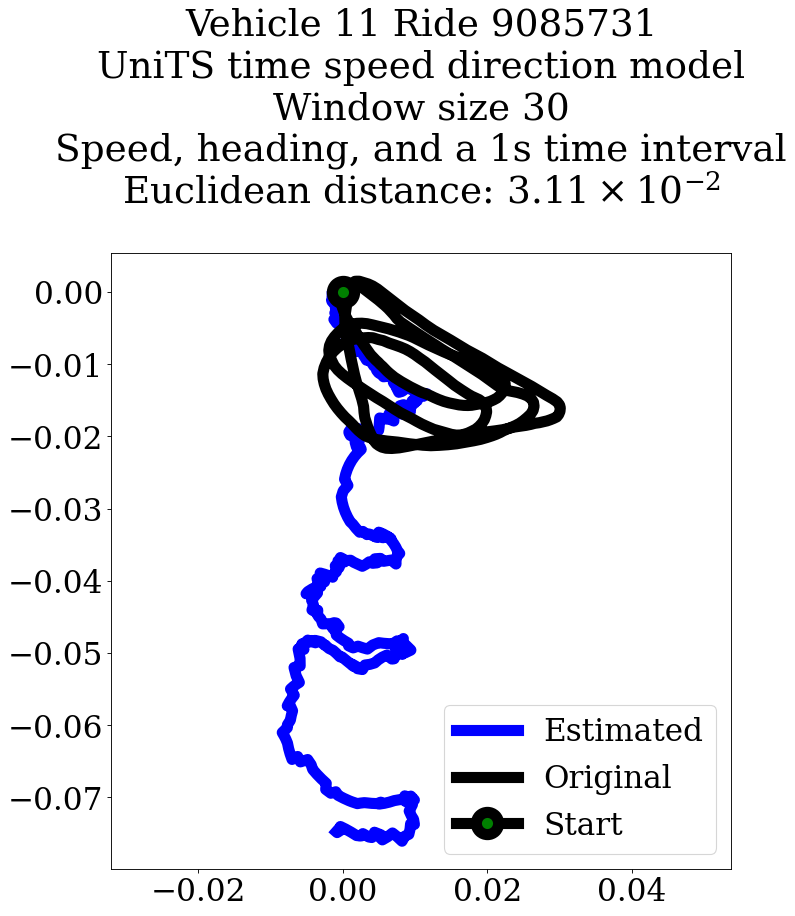 Vehicle 11 Ride 9085731
UniTS time speed direction model
Window size 30
Speed, heading, and a 1s time interval
Euclidean distance: 3.11 × 10⁻²
0.00
−0.01
−0.02
−0.03
−0.04
−0.05
−0.06
−0.07
Estimated
Original
Start
−0.02 0.00 0.02 0.04